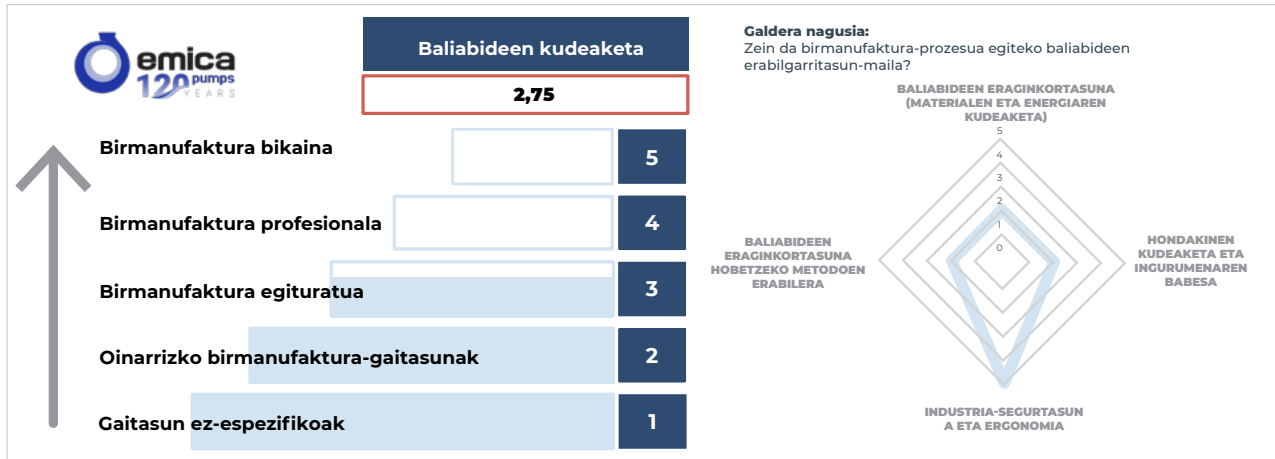 emica
pumps
120
YEARS
Baliabideen kudeaketa
2,75
Birmanufaktura bikaina
5
Birmanufaktura profesionala
4
Birmanufaktura egituratua
3
Oinarrizko birmanufaktura-gaitasunak
2
Gaitasun ez-espezifikoak
1
Galdera nagusia:
Zein da birmanufaktura-prozesua egiteko baliabideen
erabilgarritasun-maila?
BALIABIDEEN ERAGINKORTASUNA
(MATERIALEN ETA ENERGIAREN
KUDEAKETA)
5
4
3
2
1
0
BALIABIDEEN
ERAGINKORTASUNA
HOBETZEKO METODOEN
ERABILERA
HONDAKINEN
KUDEAKETA ETA
INGURUMENAREN
BABESA
INDUSTRIA-SEGURTASUN
A ETA ERGONOMIA